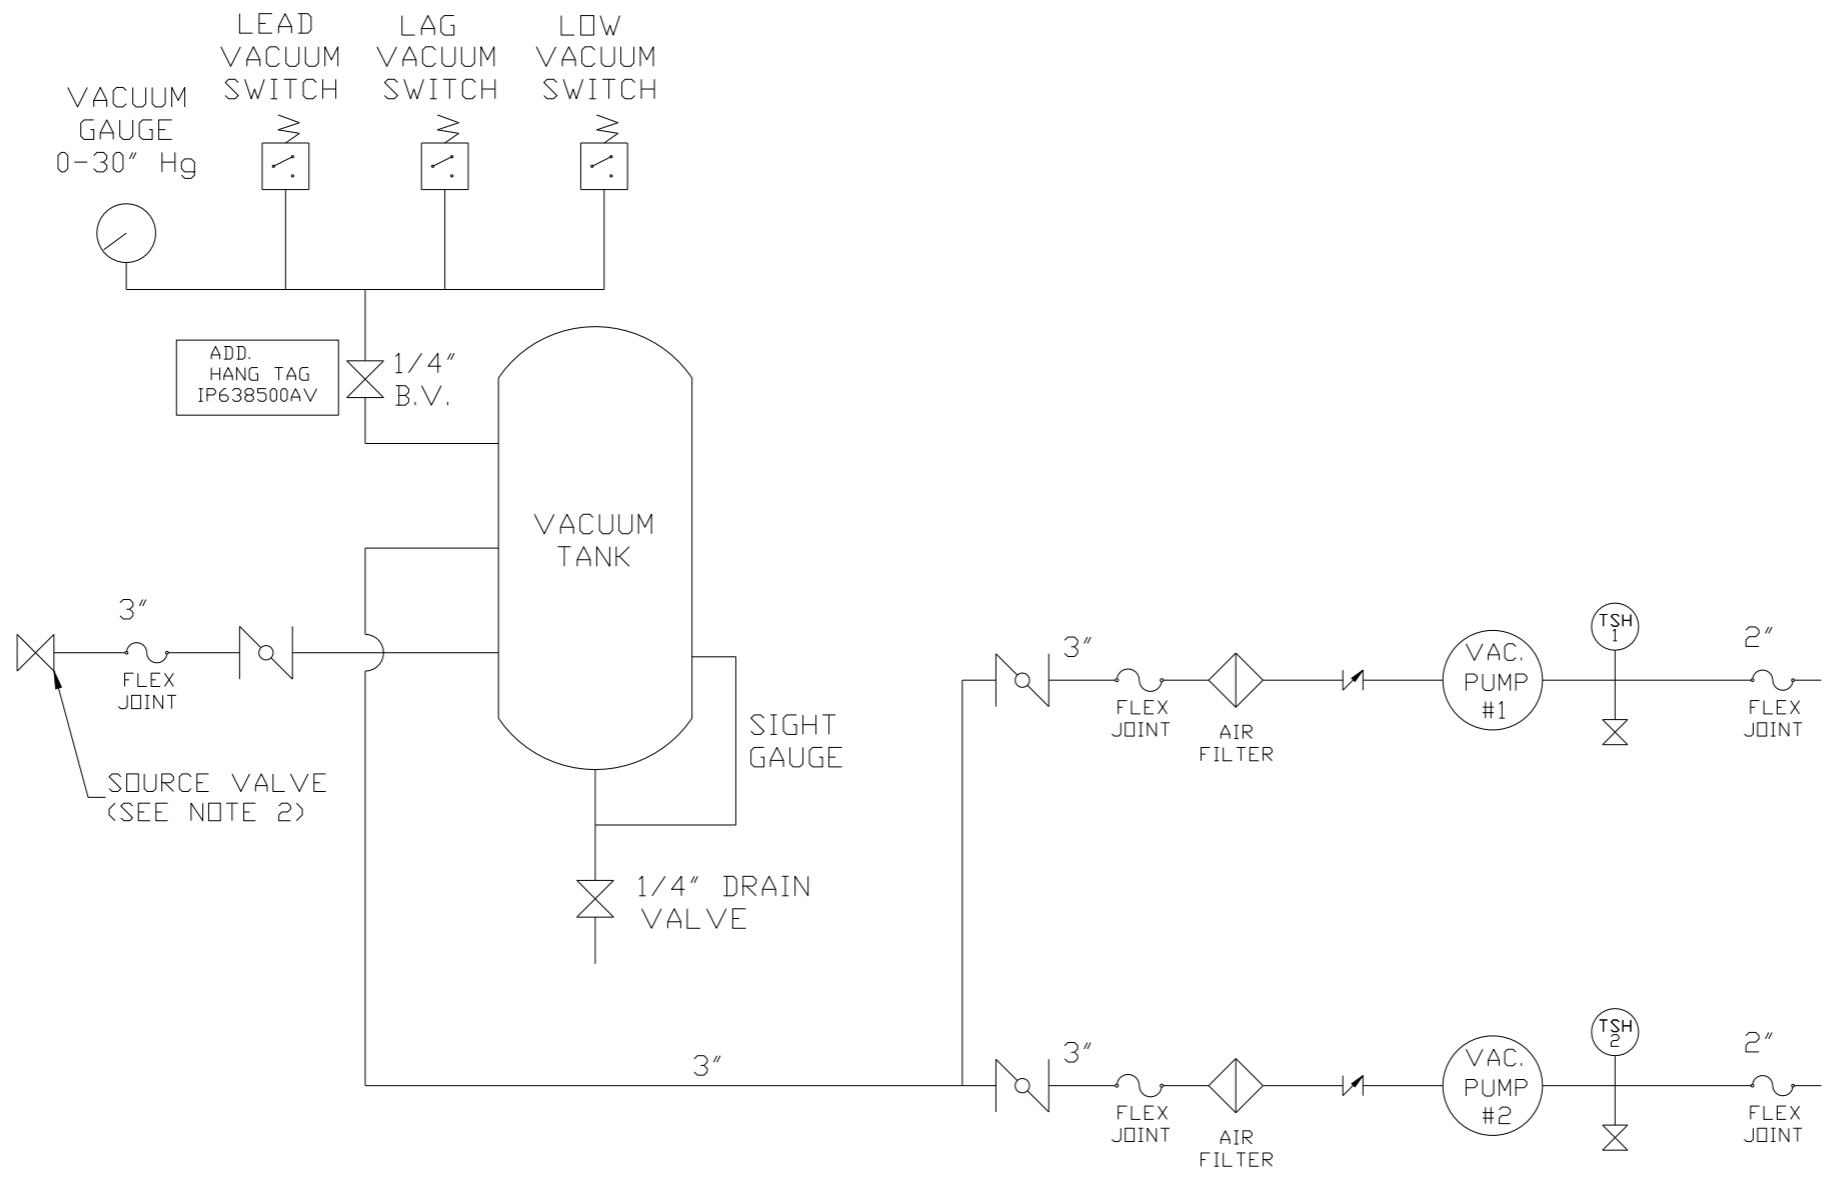 LEAD
VACUUM
SWITCH
LAG
VACUUM
SWITCH
LOW
VACUUM
SWITCH
VACUUM
GAUGE
0-30" Hg
ADD.
HANG TAG
IP638500AV
1/4"
B.V.
VACUUM
TANK
3"
FLEX
JOINT
SOURCE VALVE
(SEE NOTE 2)
SIGHT
GAUGE
1/4" DRAIN
VALVE
3"
3"
FLEX
JOINT
AIR
FILTER
VAC.
PUMP
#1
TSH
1
2"
FLEX
JOINT
3"
FLEX
JOINT
AIR
FILTER
VAC.
PUMP
#2
TSH
2
2"
FLEX
JOINT